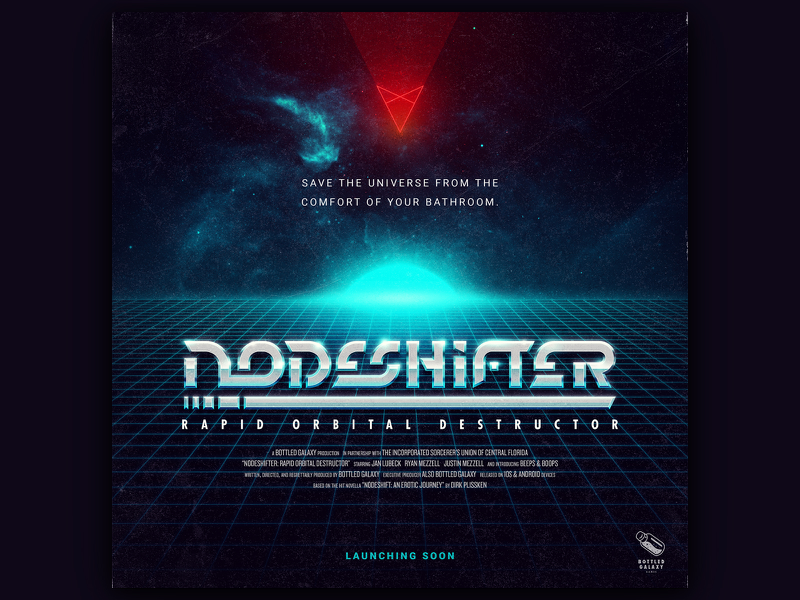 SAVE THE UNIVERSE FROM THE
COMFORT OF YOUR BATHROOM.
NODESHIFTER
RAPID ORBITAL DESTRUCTOR
A BOTTLED GALAXY PRODUCTION IN PARTNERSHIP WITH THE INCORPORATED SORCERER'S UNION OF CENTRAL FLORIDA
"NODESHIFTER: RAPID ORBITAL DESTRUCTOR" STARRING JAN LUBECK RYAN MEZZELL JUSTIN MEZZELL AND INTRODUCING BEEPS & BOOPS
WRITTEN, DIRECTED, AND REGRETTABLY PRODUCED BY BOTTLED GALAXY EXECUTIVE PRODUCER ALSO BOTTLED GALAXY RELEASED ON IOS & ANDROID DEVICES
BASED ON THE HIT NOVELLA "NODESHIFT: AN EROTIC JOURNEY" BY DIRK PLISSKEN
LAUNCHING SOON
BOTTLED
GALAXY